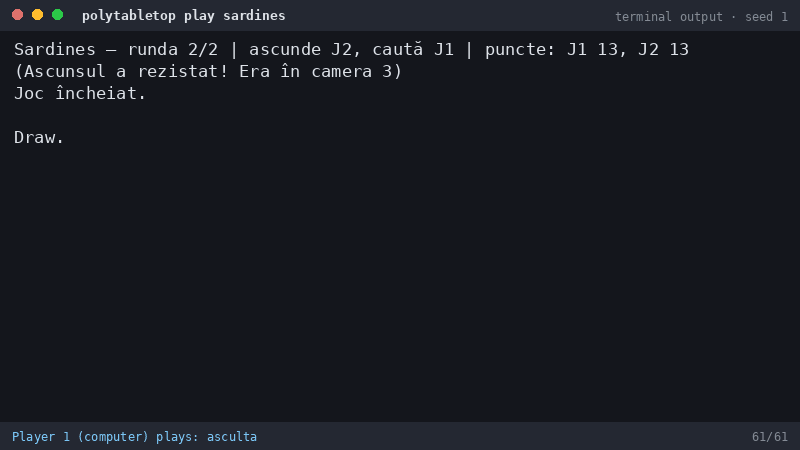 polytabletop play sardines
terminal output · seed 1
Sardines — runda 2/2 | ascunde J2, caută J1 | puncte: J1 13, J2 13
(Ascunsul a rezistat! Era în camera 3)
Joc încheiat.
Draw.
Player 1 (computer) plays: asculta
61/61